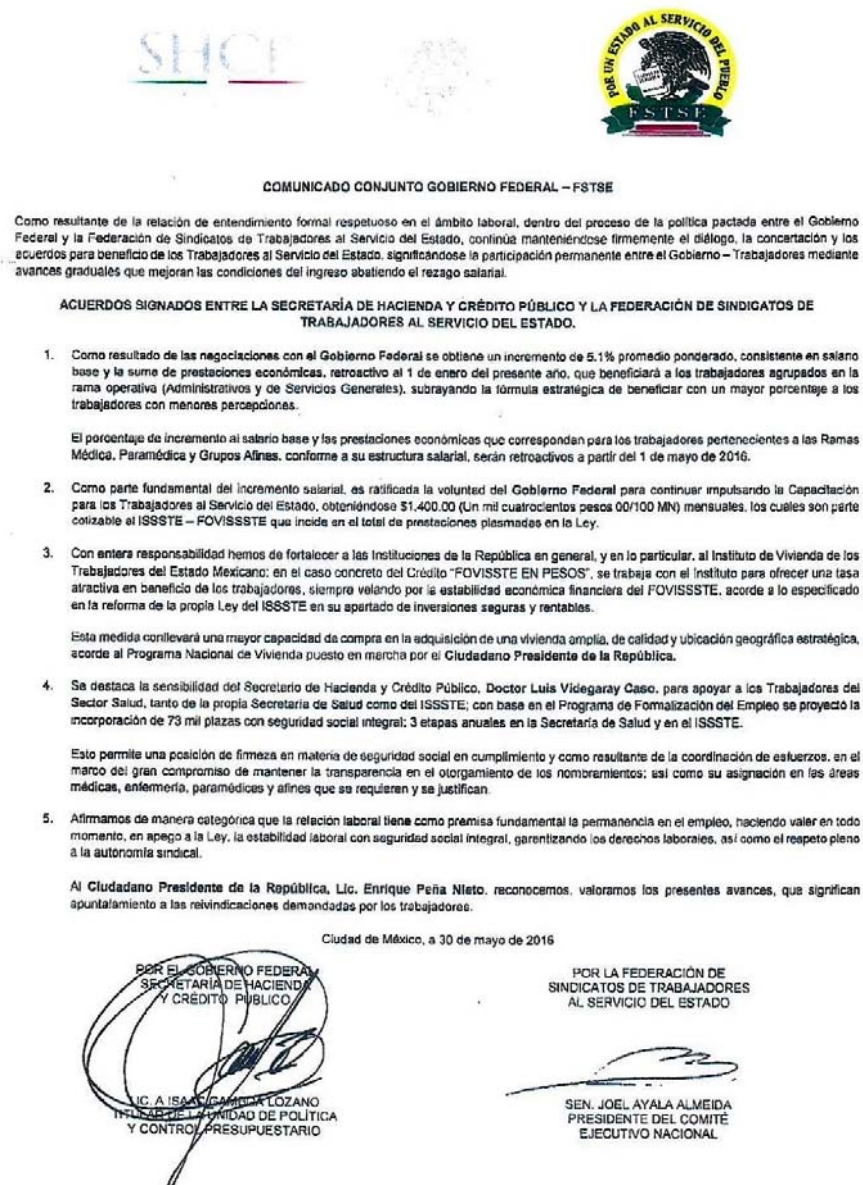 SHCP
POR UN ESTADO AL SERVICIO DEL PUEBLO
FSTSE
COMUNICADO CONJUNTO GOBIERNO FEDERAL – FSTSE
Como resultante de la relación de entendimiento formal respetuoso en el ámbito laboral, dentro del proceso de la política pactada entre el Gobierno
Federal y la Federación de Sindicatos de Trabajadores al Servicio del Estado, continúa manteniéndose firmemente el diálogo, la concertación y los
acuerdos para beneficio de los Trabajadores al Servicio del Estado, significándose la participación permanente entre el Gobierno – Trabajadores mediante
avances graduales que mejoran las condiciones del ingreso abatiendo el rezago salarial.
ACUERDOS SIGNADOS ENTRE LA SECRETARÍA DE HACIENDA Y CRÉDITO PÚBLICO Y LA FEDERACIÓN DE SINDICATOS DE
TRABAJADORES AL SERVICIO DEL ESTADO.
1. Como resultado de las negociaciones con el Gobierno Federal se obtiene un incremento de 5.1% promedio ponderado, consistente en salario
base y la suma de prestaciones económicas, retroactivo al 1 de enero del presente año, que beneficiará a los trabajadores agrupados en la
rama operativa (Administrativos y de Servicios Generales), subrayando la fórmula estratégica de beneficiar con un mayor porcentaje a los
trabajadores con menores percepciones.
El porcentaje de incremento al salario base y las prestaciones económicas que correspondan para los trabajadores pertenecientes a las Ramas
Médica, Paramédica y Grupos Afines, conforme a su estructura salarial, serán retroactivos a partir del 1 de mayo de 2016.
2. Como parte fundamental del incremento salarial, es ratificada la voluntad del Gobierno Federal para continuar impulsando la Capacitación
para los Trabajadores al Servicio del Estado, obteniéndose $1,400.00 (Un mil cuatrocientos pesos 00/100 MN) mensuales, los cuales son parte
cotizable al ISSSTE – FOVISSSTE que incide en el total de prestaciones plasmadas en la Ley.
3. Con entera responsabilidad hemos de fortalecer a las Instituciones de la República en general, y en lo particular, al Instituto de Vivienda de los
Trabajadores del Estado Mexicano; en el caso concreto del Crédito "FOVISSTE EN PESOS", se trabaja con el Instituto para ofrecer una tasa
atractiva en beneficio de los trabajadores, siempre velando por la estabilidad económica financiera del FOVISSSTE, acorde a lo especificado
en la reforma de la propia Ley del ISSSTE en su apartado de inversiones seguras y rentables.
Esta medida conllevará una mayor capacidad de compra en la adquisición de una vivienda amplia, de calidad y ubicación geográfica estratégica,
acorde al Programa Nacional de Vivienda puesto en marcha por el Ciudadano Presidente de la República.
4. Se destaca la sensibilidad del Secretario de Hacienda y Crédito Público, Doctor Luis Videgaray Caso, para apoyar a los Trabajadores del
Sector Salud, tanto de la propia Secretaría de Salud como del ISSSTE; con base en el Programa de Formalización del Empleo se proyectó la
incorporación de 73 mil plazas con seguridad social integral; 3 etapas anuales en la Secretaría de Salud y en el ISSSTE.
Esto permite una posición de firmeza en materia de seguridad social en cumplimiento y como resultante de la coordinación de esfuerzos, en el
marco del gran compromiso de mantener la transparencia en el otorgamiento de los nombramientos; así como su asignación en las áreas
médicas, enfermería, paramédicas y afines que se requieren y se justifican.
5. Afirmamos de manera categórica que la relación laboral tiene como premisa fundamental la permanencia en el empleo, haciendo valer en todo
momento, en apego a la Ley, la estabilidad laboral con seguridad social integral, garantizando los derechos laborales, así como el respeto pleno
a la autonomía sindical.
Al Ciudadano Presidente de la República, Lic. Enrique Peña Nieto, reconocemos, valoramos los presentes avances, que significan
apuntalamiento a las reivindicaciones demandadas por los trabajadores.
Ciudad de México, a 30 de mayo de 2016
POR EL GOBIERNO FEDERAL
SECRETARÍA DE HACIENDA
Y CRÉDITO PÚBLICO
LIC. A ISAAC GAMBOA LOZANO
TITULAR DE LA UNIDAD DE POLÍTICA
Y CONTROL PRESUPUESTARIO
POR LA FEDERACIÓN DE
SINDICATOS DE TRABAJADORES
AL SERVICIO DEL ESTADO
SEN. JOEL AYALA ALMEIDA
PRESIDENTE DEL COMITÉ
EJECUTIVO NACIONAL